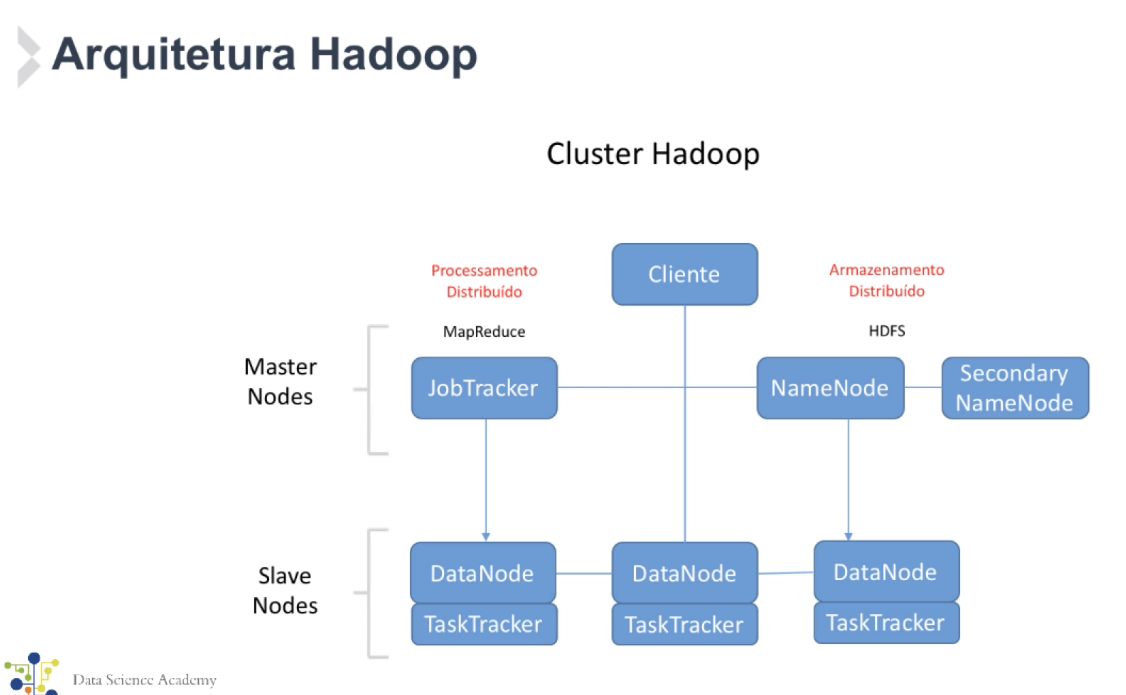 Arquitetura Hadoop
Cluster Hadoop
Processamento
Distribuído
Cliente
Armazenamento
Distribuído
MapReduce
HDFS
Master
Nodes
JobTracker
NameNode
Secondary
NameNode
Slave
Nodes
DataNode
DataNode
DataNode
TaskTracker
TaskTracker
TaskTracker
Data Science Academy